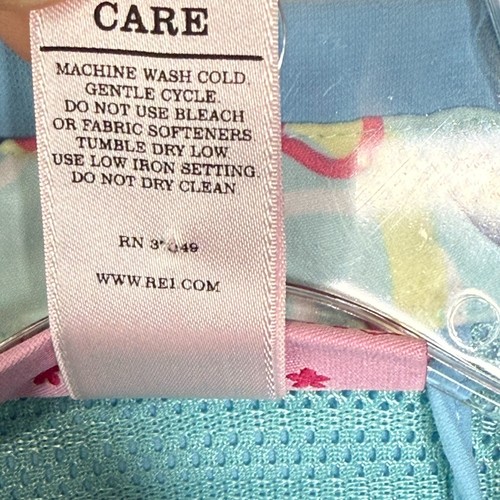 CARE
MACHINE WASH COLD.
GENTLE CYCLE.
DO NOT USE BLEACH
OR FABRIC SOFTENERS
TUMBLE DRY LOW
USE LOW IRON SETTING.
DO NOT DRY CLEAN
RN
WWW.REI.COM